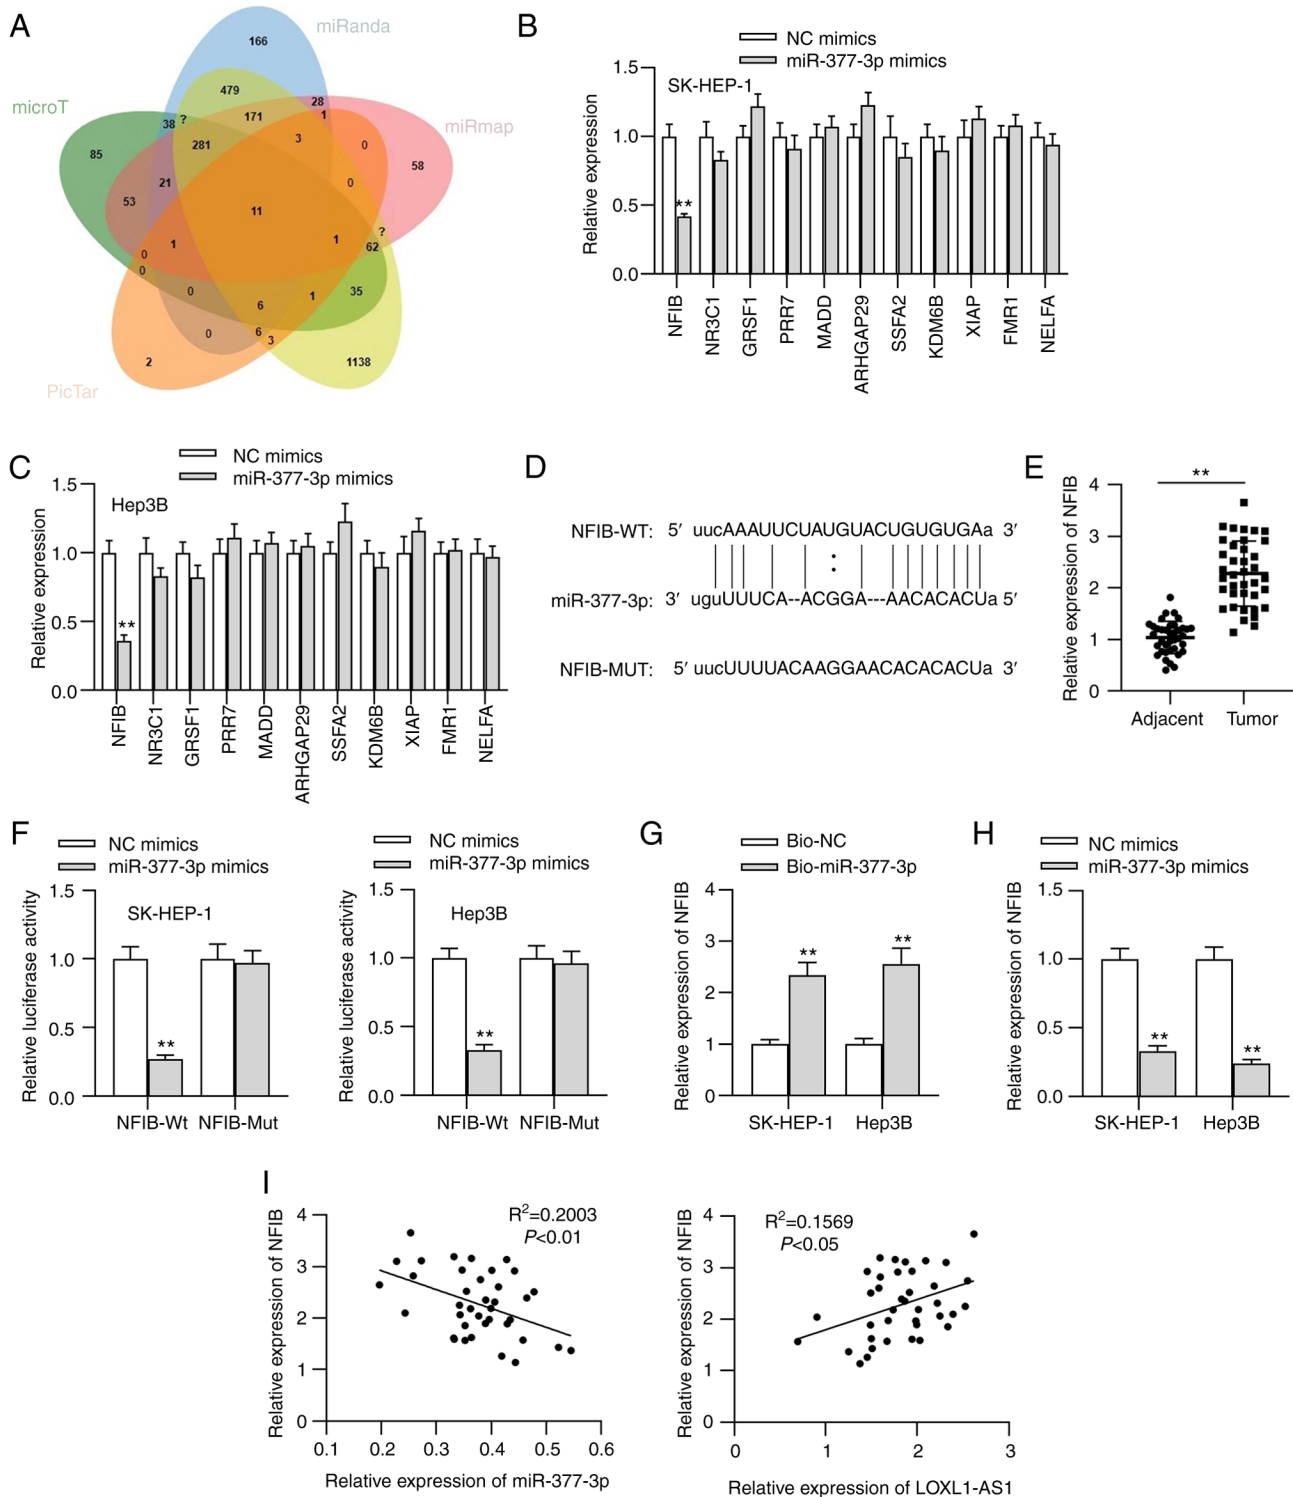 A
miRanda
microT
miRmap
PicTar
166
479
28
1
171
3
0
38
?
281
85
58
21
0
53
11
1
1
?
62
0
0
0
6
1
35
0
6
3
2
1138
B
NC mimics
miR-377-3p mimics
SK-HEP-1
Relative expression
1.5
1.0
0.5
0.0
**
NFIB
NR3C1
GRSF1
PRR7
MADD
ARHGAP29
SSFA2
KDM6B
XIAP
FMR1
NELFA
C
NC mimics
miR-377-3p mimics
Hep3B
Relative expression
1.5
1.0
0.5
0.0
**
NFIB
NR3C1
GRSF1
PRR7
MADD
ARHGAP29
SSFA2
KDM6B
XIAP
FMR1
NELFA
D
NFIB-WT: 5′ uucAAAUUCUAUGUACUGUGUGAa 3′
:
miR-377-3p: 3′ uguUUUCA--ACGGA---AACACACUa 5′
NFIB-MUT: 5′ uucUUUUACAAGGAACACACACUa 3′
E
Relative expression of NFIB
4
3
2
1
0
**
Adjacent
Tumor
F
NC mimics
miR-377-3p mimics
SK-HEP-1
Relative luciferase activity
1.5
1.0
0.5
0.0
**
NFIB-Wt NFIB-Mut
NC mimics
miR-377-3p mimics
Hep3B
Relative luciferase activity
1.5
1.0
0.5
0.0
**
NFIB-Wt NFIB-Mut
G
Bio-NC
Bio-miR-377-3p
Relative expression of NFIB
4
3
2
1
0
**
**
SK-HEP-1 Hep3B
H
NC mimics
miR-377-3p mimics
Relative expression of NFIB
1.5
1.0
0.5
0.0
**
**
SK-HEP-1 Hep3B
I
Relative expression of NFIB
4
3
2
1
0
R²=0.2003
P<0.01
0.1 0.2 0.3 0.4 0.5 0.6
Relative expression of miR-377-3p
Relative expression of NFIB
4
3
2
1
0
R²=0.1569
P<0.05
0 1 2 3
Relative expression of LOXL1-AS1